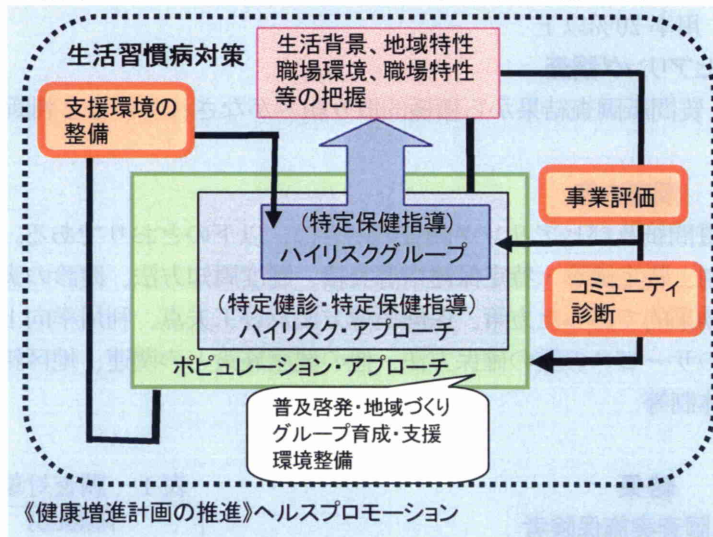 生活習慣病対策
生活背景、地域特性
職場環境、職場特性
等の把握
支援環境の
整備
事業評価
(特定保健指導)
ハイリスクグループ
コミュニティ
診断
(特定健診・特定保健指導)
ハイリスク・アプローチ
ポピュレーション・アプローチ
普及啓発・地域づくり
グループ育成・支援
環境整備
《健康増進計画の推進》ヘルスプロモーション